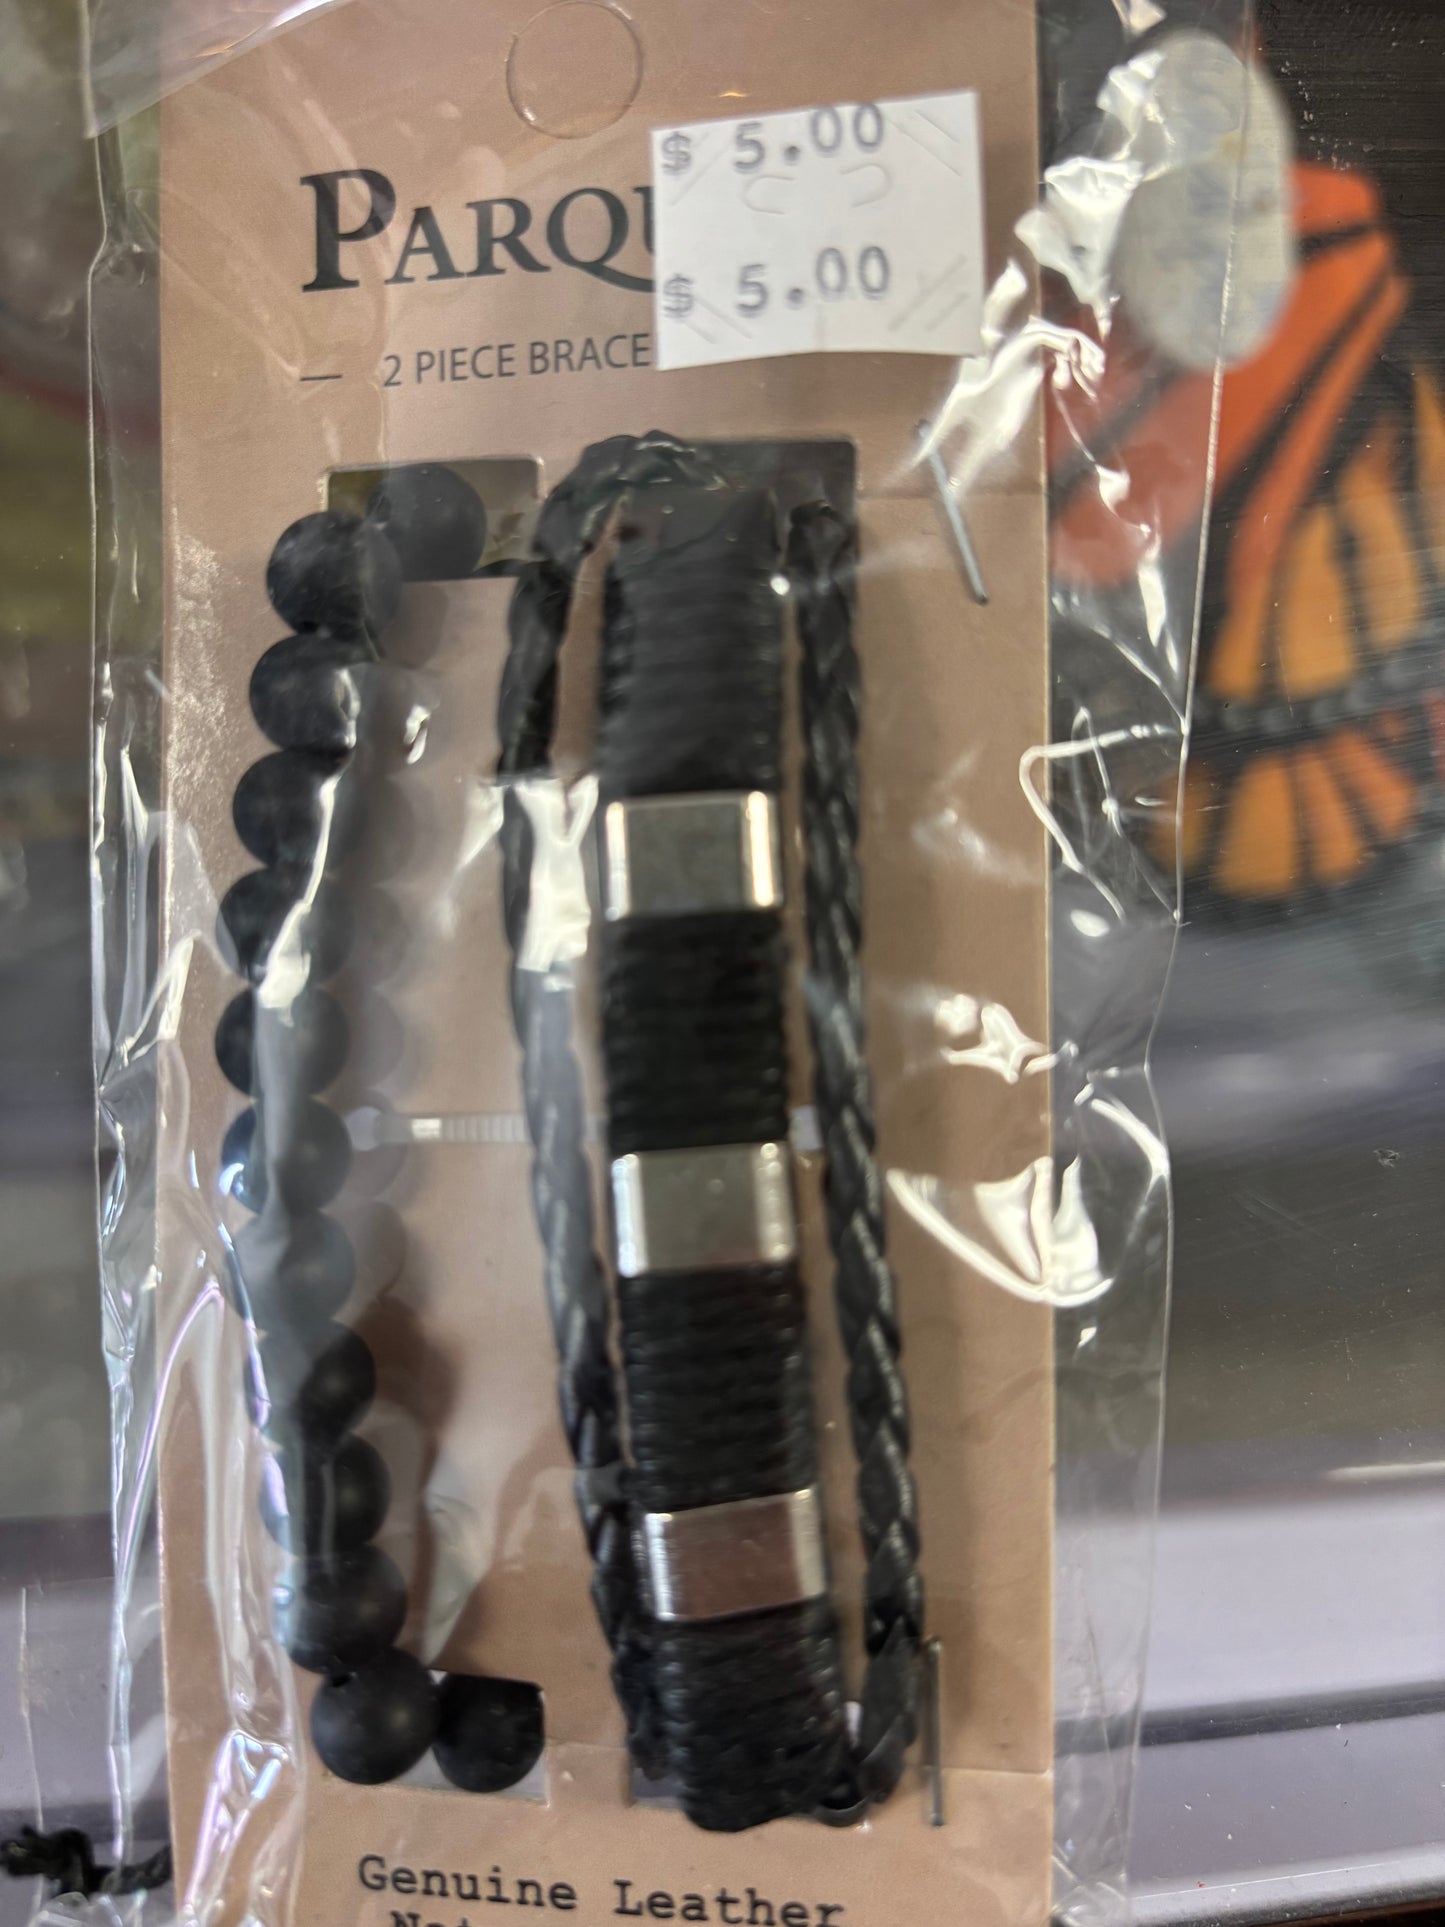 $ 5.00
$ 5.00
PARQU
— 2 PIECE BRACE
Genuine Leather